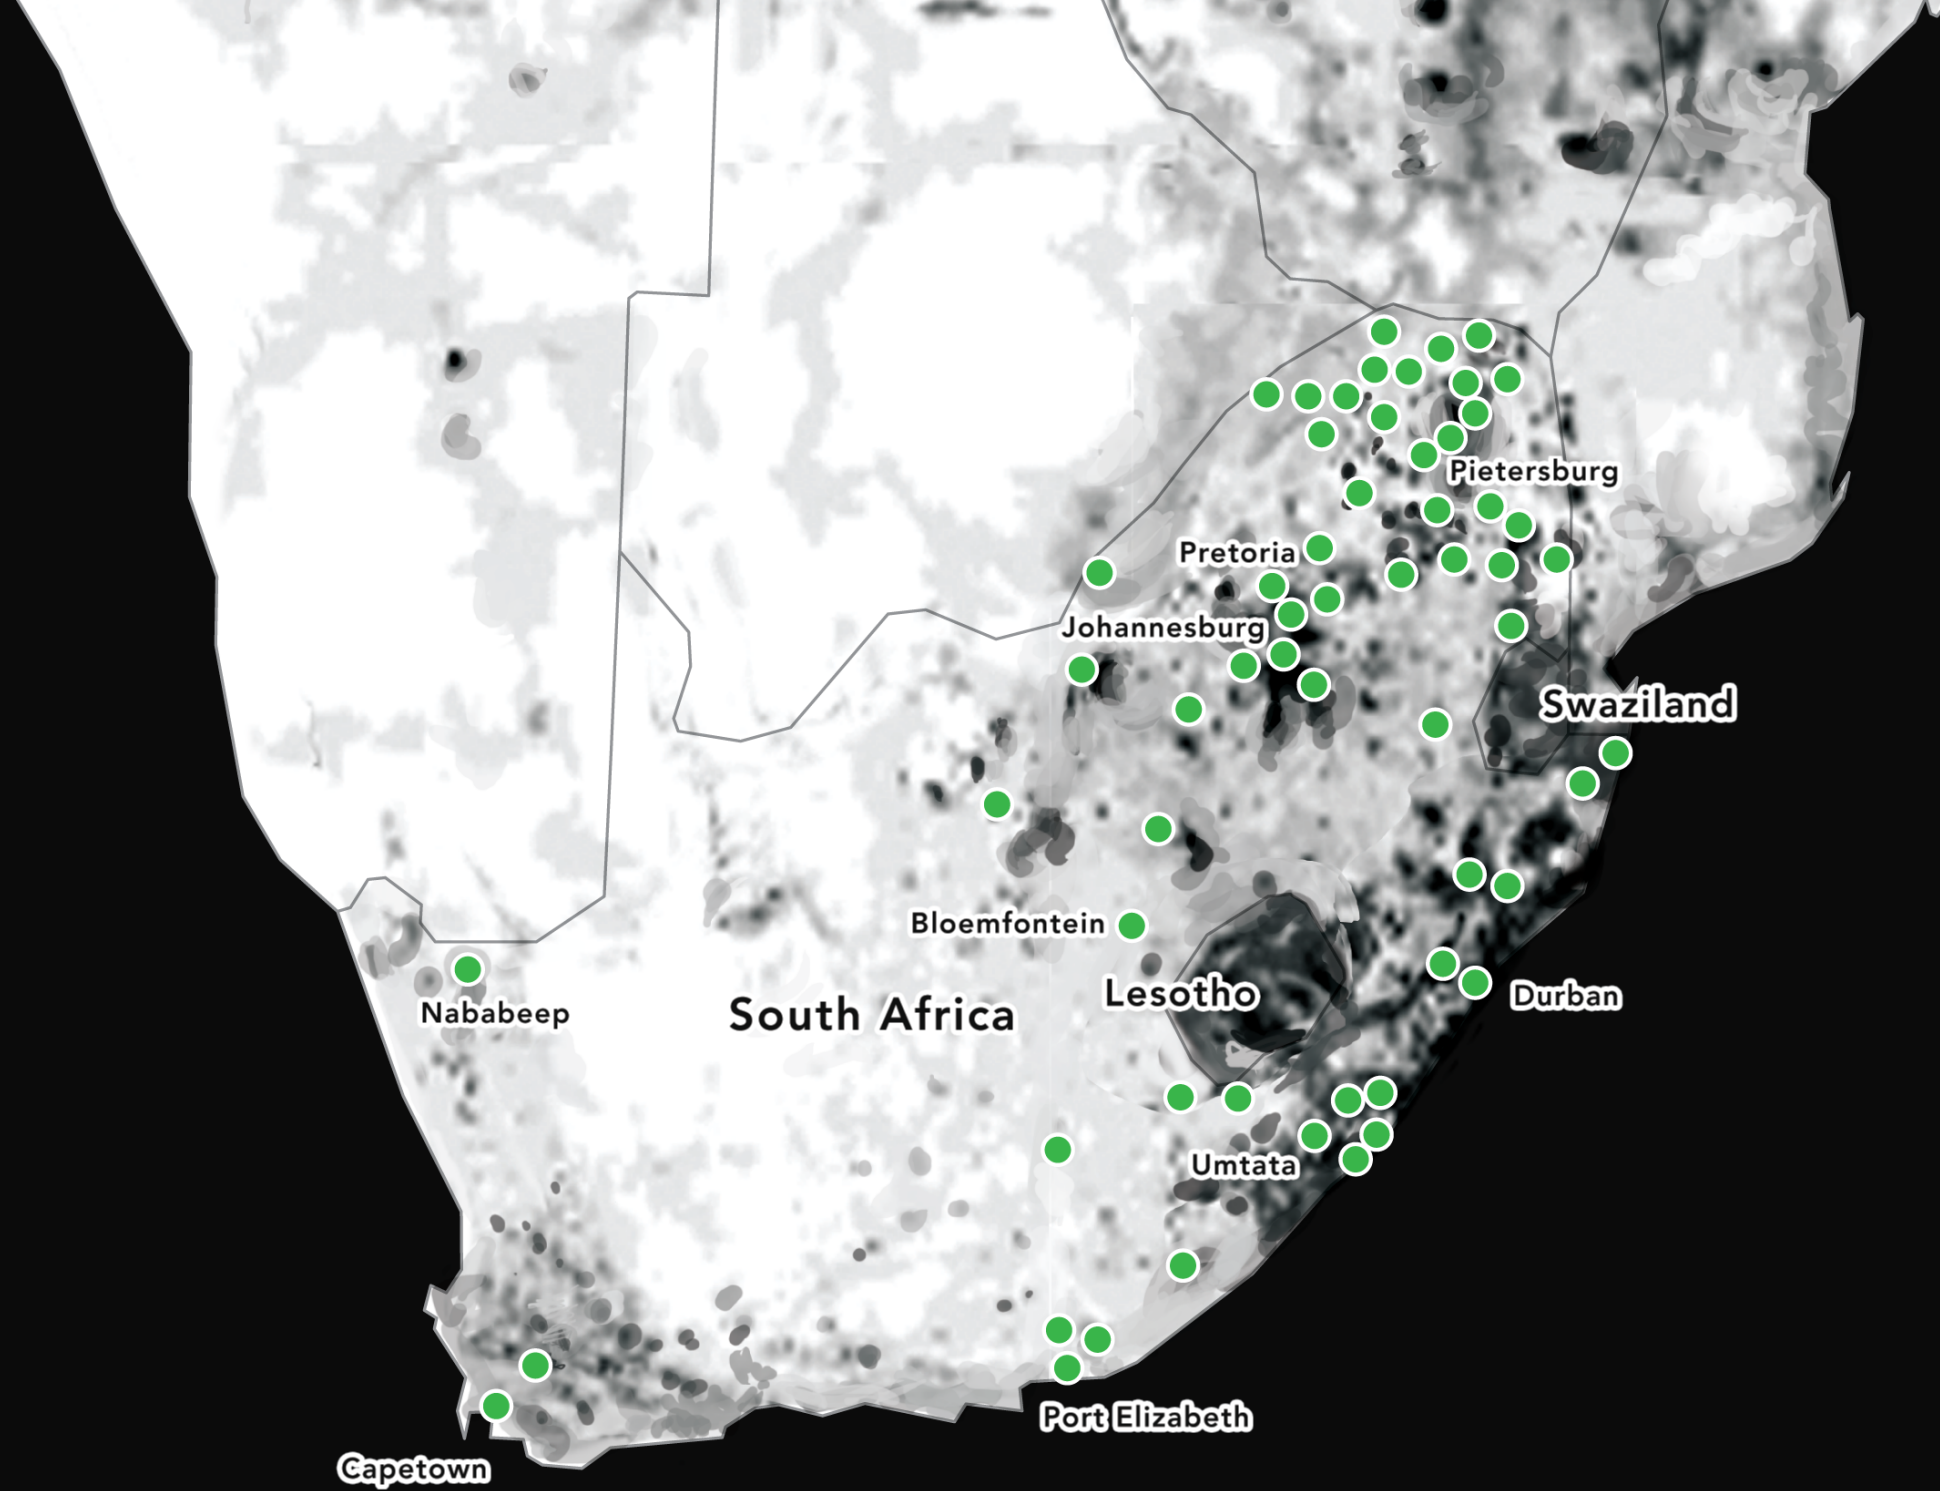 Pietersburg
Pretoria
Johannesburg
Swaziland
Bloemfontein
Lesotho
Durban
South Africa
Nababeep
Umtata
Port Elizabeth
Capetown